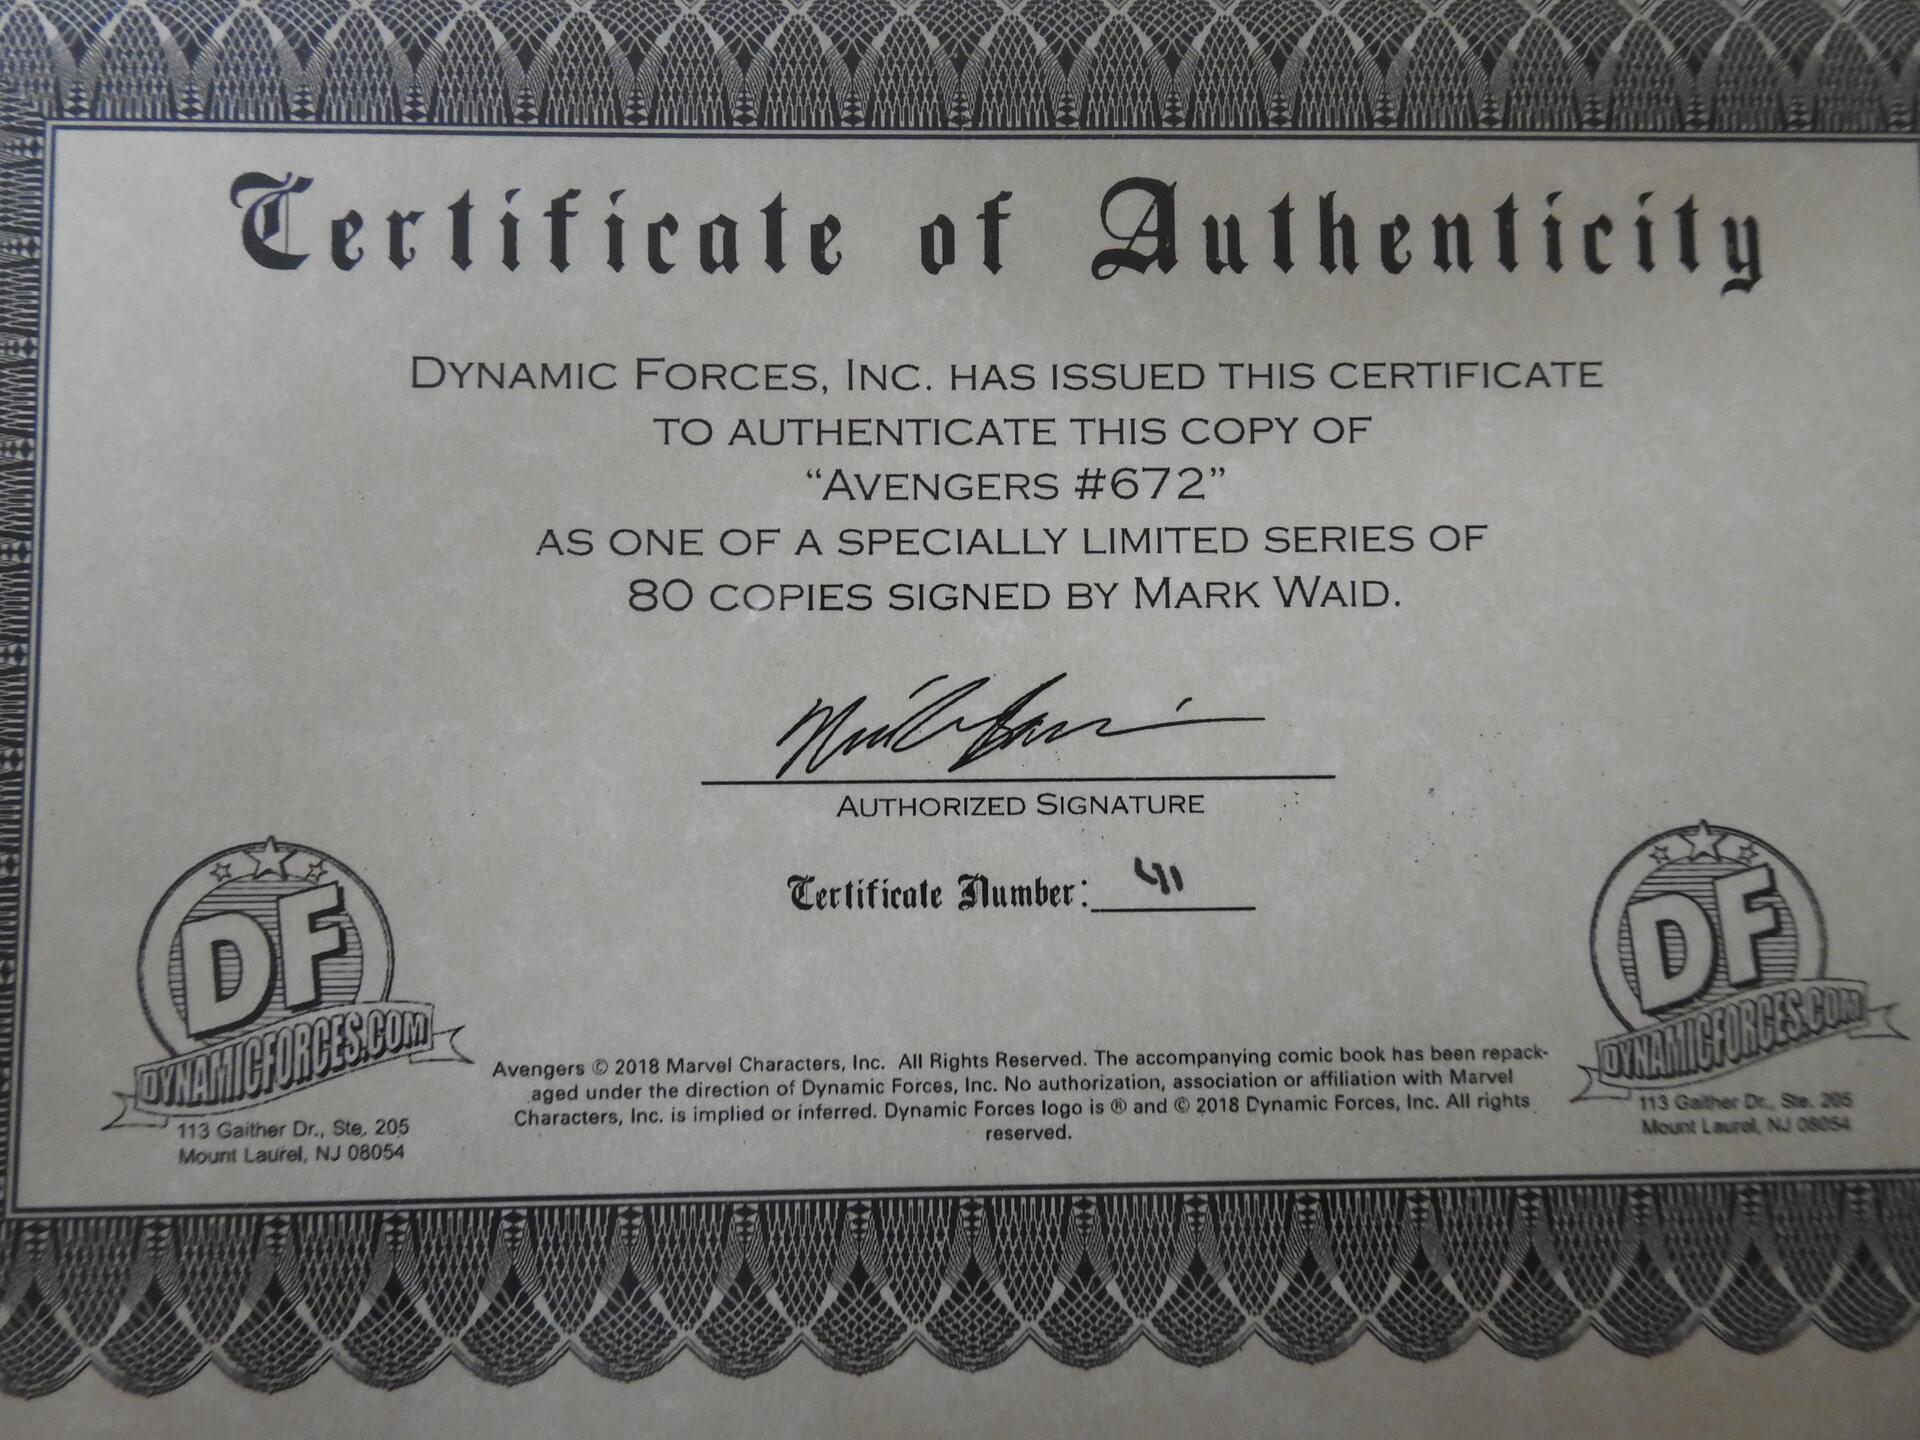 Certificate of Authenticity
DYNAMIC FORCES, INC. HAS ISSUED THIS CERTIFICATE
TO AUTHENTICATE THIS COPY OF
“AVENGERS #672”
AS ONE OF A SPECIALLY LIMITED SERIES OF
80 COPIES SIGNED BY MARK WAID.
AUTHORIZED SIGNATURE
Certificate Number: 41
DF
DYNAMICFORCES.COM
113 Gaither Dr., Ste. 205
Mount Laurel, NJ 08054
Avengers © 2018 Marvel Characters, Inc. All Rights Reserved. The accompanying comic book has been repack-
aged under the direction of Dynamic Forces, Inc. No authorization, association or affiliation with Marvel
Characters, Inc. is implied or inferred. Dynamic Forces logo is ® and © 2018 Dynamic Forces, Inc. All rights
reserved.
DF
DYNAMICFORCES.COM
113 Gaither Dr., Ste. 205
Mount Laurel, NJ 08054